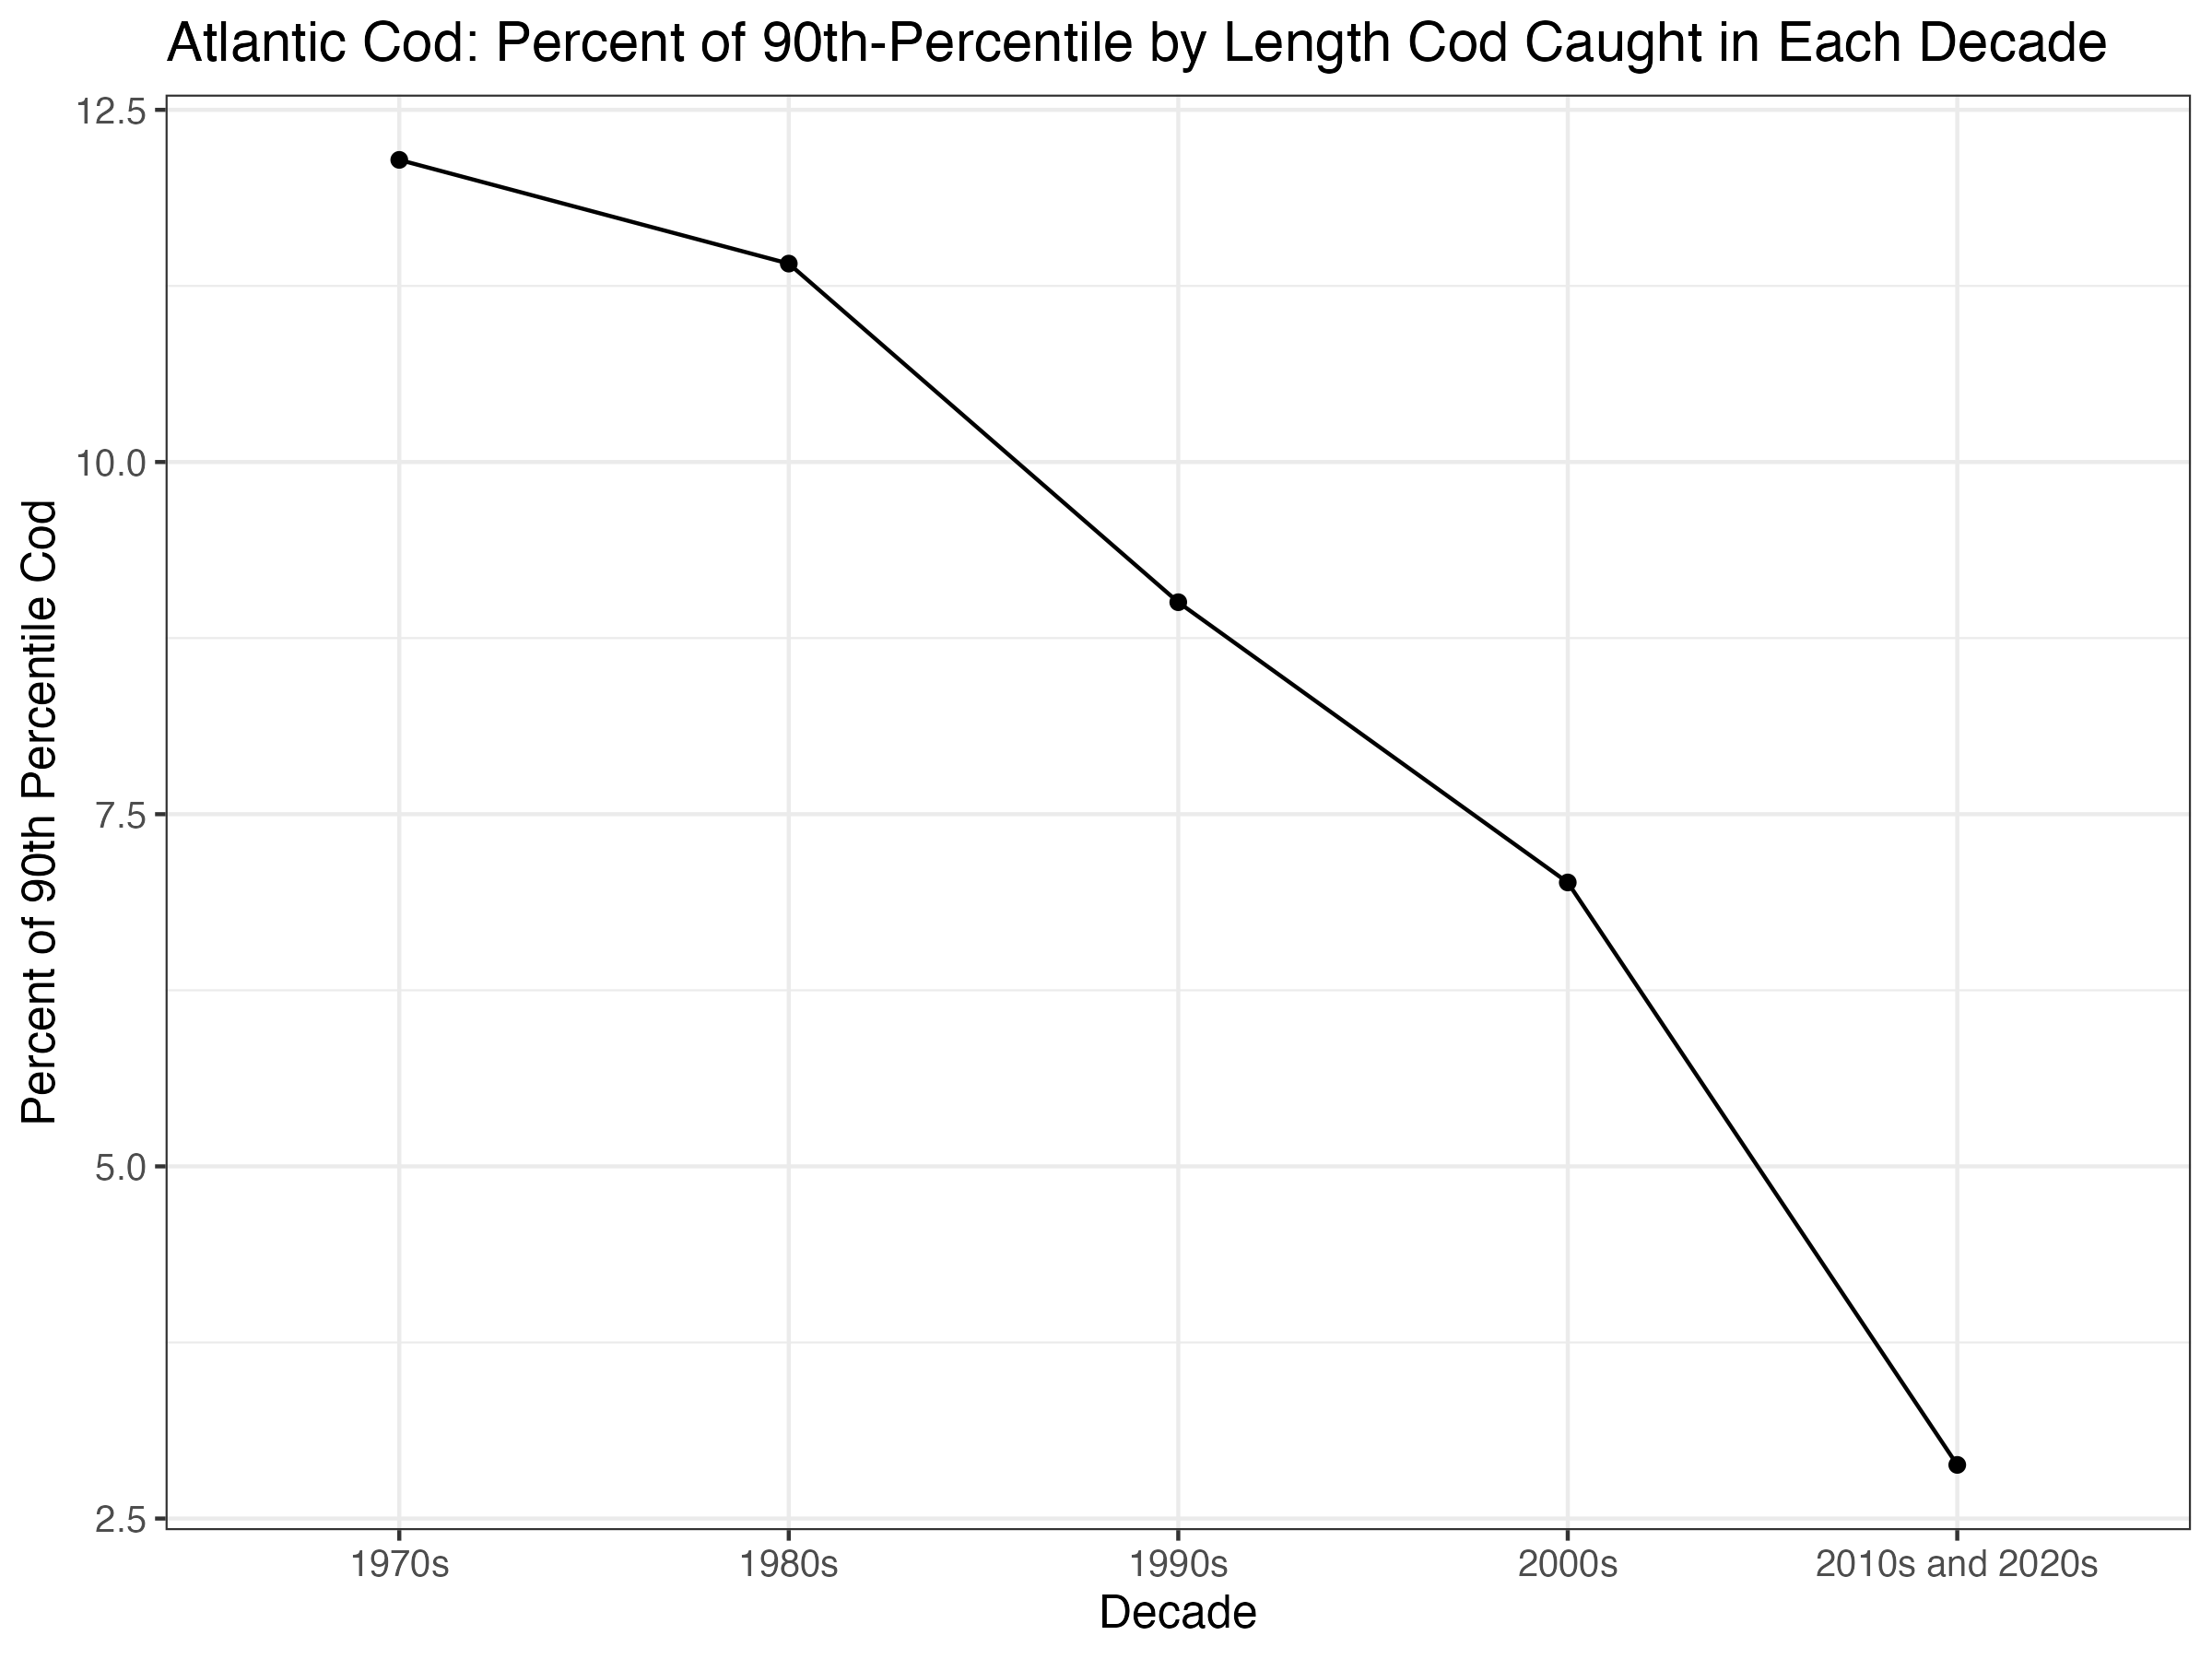 Atlantic Cod: Percent of 90th-Percentile by Length Cod Caught in Each Decade
Percent of 90th Percentile Cod
12.5
10.0
7.5
5.0
2.5
1970s
1980s
1990s
2000s
2010s and 2020s
Decade